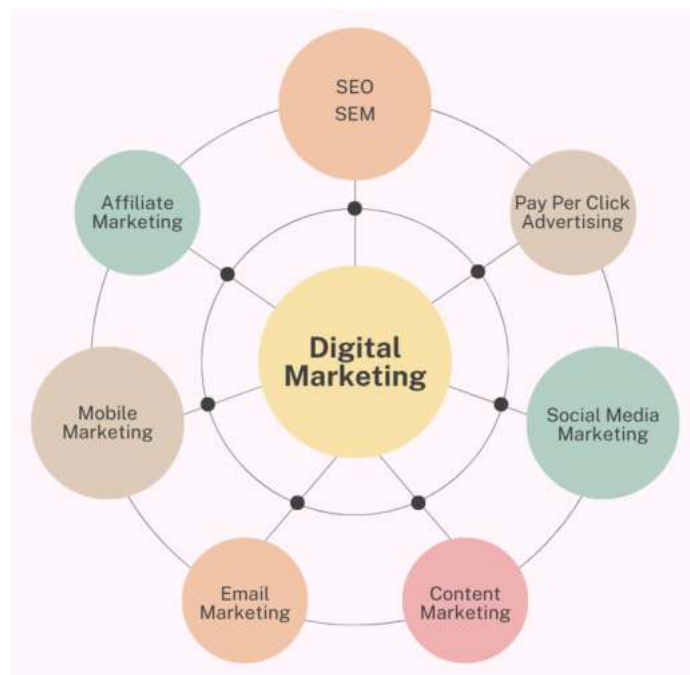 SEO
SEM
Pay Per Click
Advertising
Social Media
Marketing
Content
Marketing
Email
Marketing
Mobile
Marketing
Affiliate
Marketing
Digital
Marketing